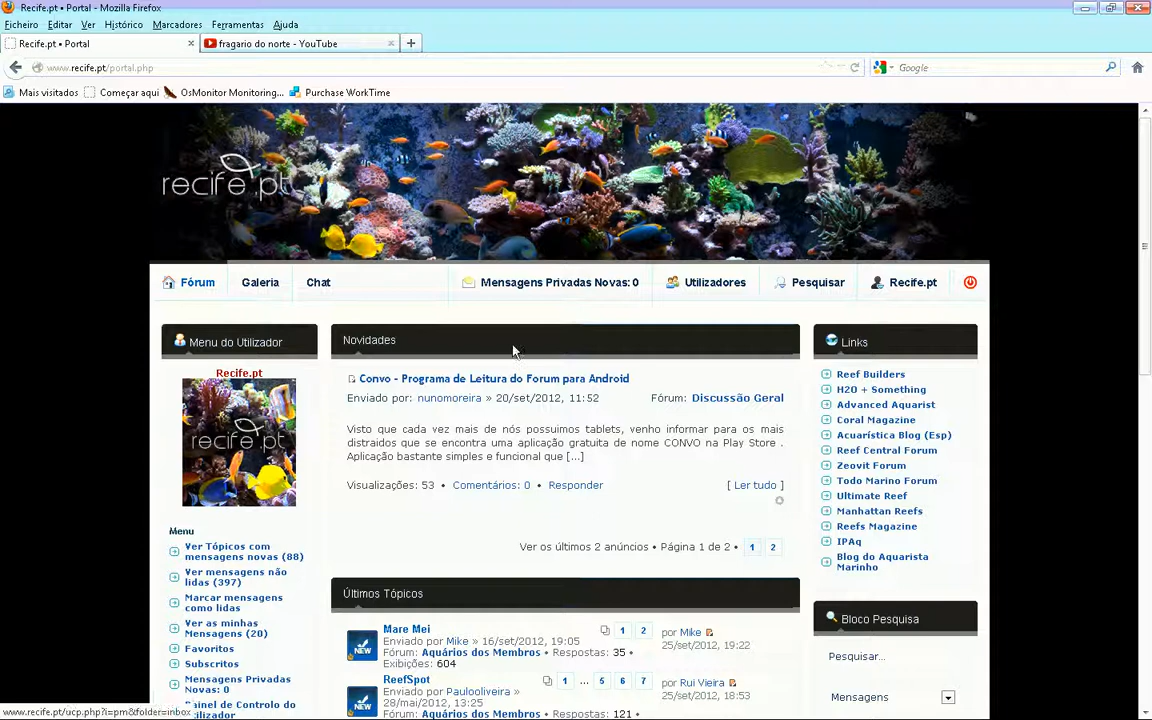 Recife.pt • Portal - Mozilla Firefox
Ficheiro Editar Ver Histórico Marcadores Ferramentas Ajuda
Recife.pt • Portal
fragario do norte - YouTube
www.recife.pt/portal.php
Google
Mais visitados Começar aqui OsMonitor Monitoring... Purchase WorkTime
recife.pt
Fórum Galeria Chat Mensagens Privadas Novas: 0 Utilizadores Pesquisar Recife.pt
Menu do Utilizador
Recife.pt
recife.pt
Menu
Ver Tópicos com
mensagens novas (88)
Ver mensagens não
lidas (397)
Marcar mensagens
como lidas
Ver as minhas
Mensagens (20)
Favoritos
Subscritos
Mensagens Privadas
Novas: 0
Painel de Controlo do
Utilizador
Novidades
Convo - Programa de Leitura do Forum para Android
Enviado por: nunomoreira » 20/set/2012, 11:52 Fórum: Discussão Geral
Visto que cada vez mais de nós possuimos tablets, venho informar para os mais
distraidos que se encontra uma aplicação gratuita de nome CONVO na Play Store .
Aplicação bastante simples e funcional que [...]
Visualizações: 53 • Comentários: 0 • Responder [ Ler tudo ]
Ver os últimos 2 anúncios • Página 1 de 2 • 1 2
Últimos Tópicos
NEW
Mare Mei
Enviado por Mike » 16/set/2012, 19:05
Fórum: Aquários dos Membros • Respostas: 35 •
Exibições: 604
1 2
por Mike
25/set/2012, 19:22
NEW
ReefSpot
Enviado por Paulooliveira »
28/mai/2012, 13:25
Fórum: Aquários dos Membros • Respostas: 121 •
1 ... 5 6 7
por Rui Vieira
25/set/2012, 18:53
Links
Reef Builders
H2O + Something
Advanced Aquarist
Coral Magazine
Acuarística Blog (Esp)
Reef Central Forum
Zeovit Forum
Todo Marino Forum
Ultimate Reef
Manhattan Reefs
Reefs Magazine
IPAq
Blog do Aquarista
Marinho
Bloco Pesquisa
Pesquisar...
Mensagens
www.recife.pt/ucp.php?i=pm&folder=inbox